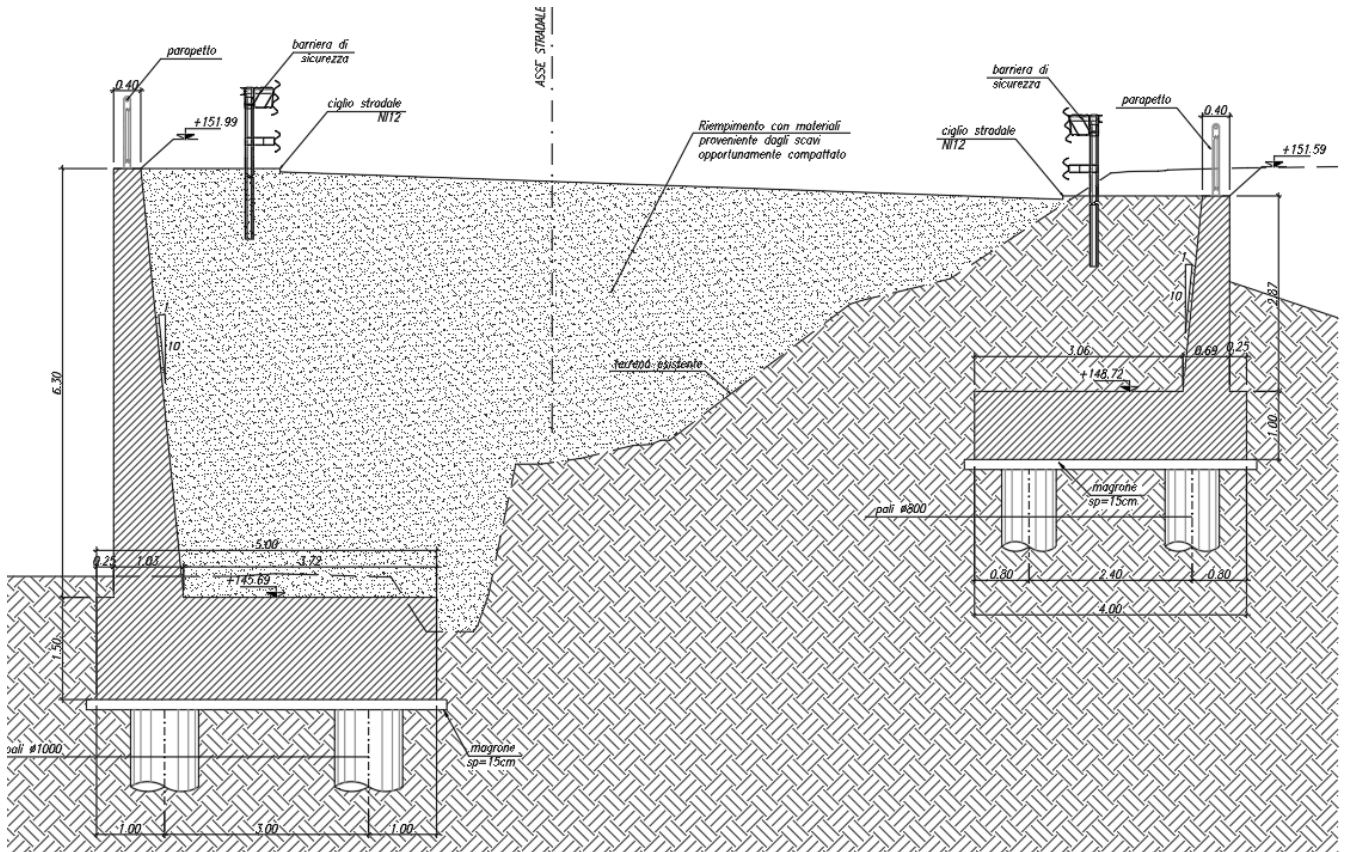 parapetto
barriera di
sicurezza
ASSE STRADALE
barriera di
sicurezza
parapetto
0.40
0.40
+151.99
ciglio stradale
NI12
Riempimento con materiali
proveniente dagli scavi
opportunamente compattato
ciglio stradale
NI12
+151.59
1
10
2.87
1
10
6.30
terreno esistente
3.06
0.69
0.25
+148.72
1.00
magrone
sp=15cm
pali ø800
5.00
0.25
1.03
3.72
+145.69
0.80
2.40
0.80
4.00
1.50
pali ø1000
magrone
sp=15cm
1.00
3.00
1.00